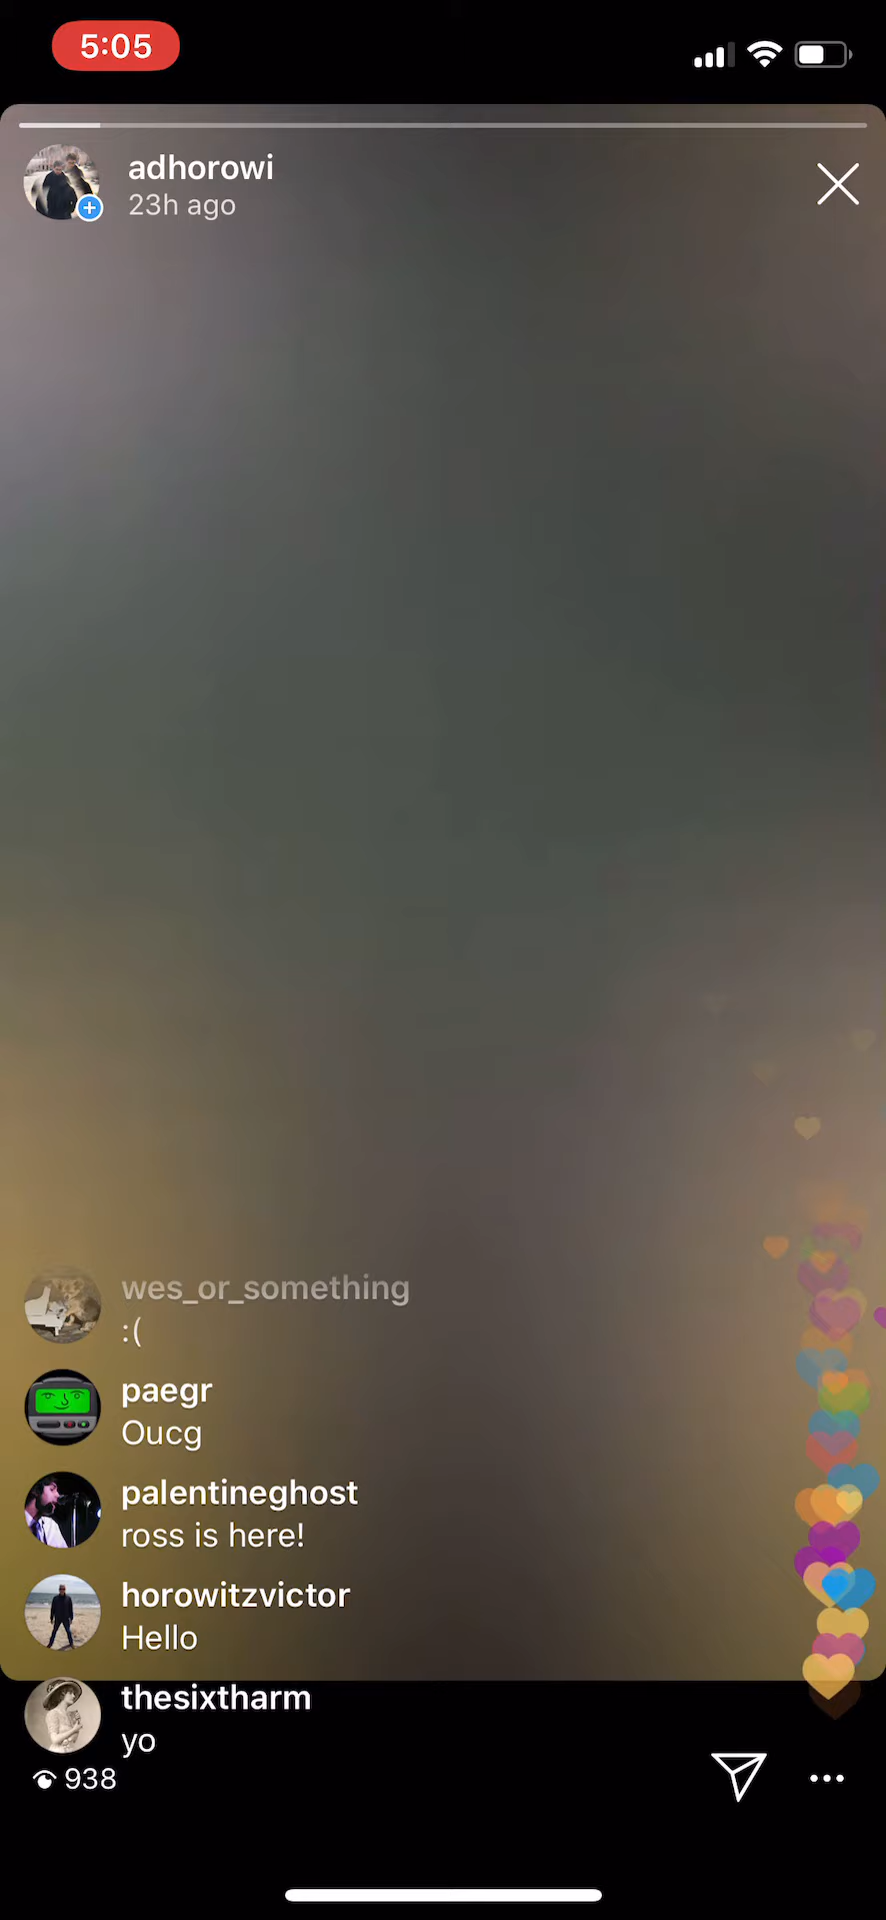 5:05
adhorowi
23h ago
wes_or_something
:(
paegr
Oucg
palentineghost
ross is here!
horowitzvictor
Hello
thesixtharm
yo
938